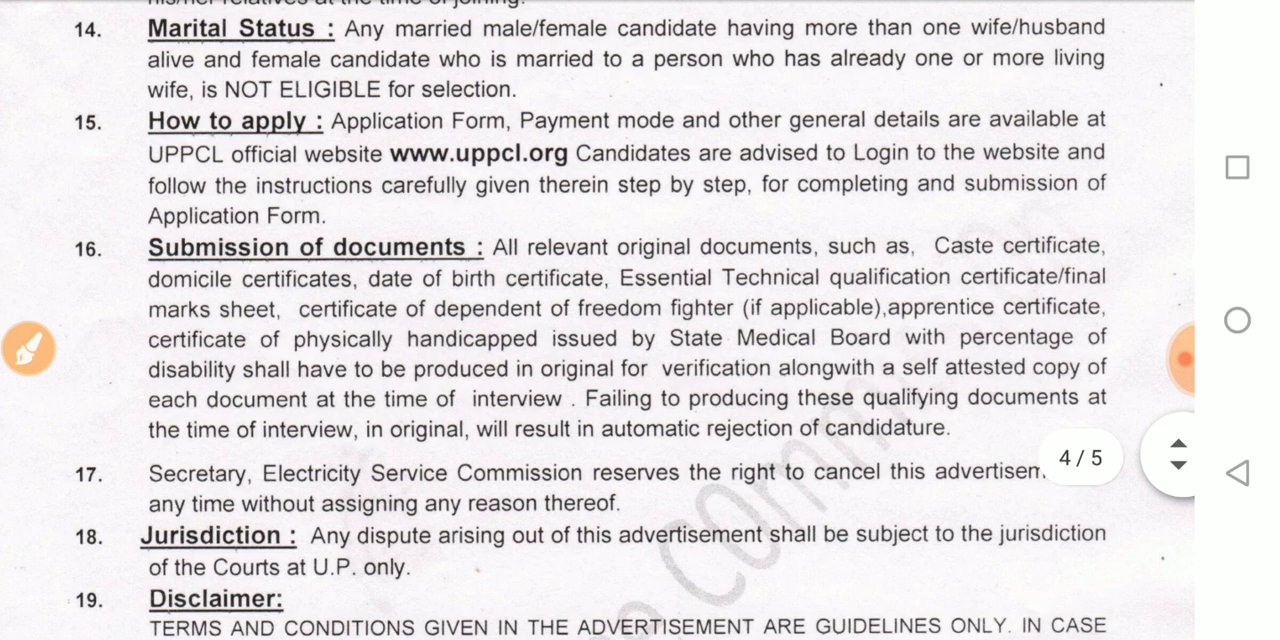 his/her relatives at the time of joining.
14. Marital Status : Any married male/female candidate having more than one wife/husband
alive and female candidate who is married to a person who has already one or more living
wife, is NOT ELIGIBLE for selection.
15. How to apply : Application Form, Payment mode and other general details are available at
UPPCL official website www.uppcl.org Candidates are advised to Login to the website and
follow the instructions carefully given therein step by step, for completing and submission of
Application Form.
16. Submission of documents : All relevant original documents, such as, Caste certificate,
domicile certificates, date of birth certificate, Essential Technical qualification certificate/final
marks sheet, certificate of dependent of freedom fighter (if applicable),apprentice certificate,
certificate of physically handicapped issued by State Medical Board with percentage of
disability shall have to be produced in original for verification alongwith a self attested copy of
each document at the time of interview . Failing to producing these qualifying documents at
the time of interview, in original, will result in automatic rejection of candidature.
4 / 5
17. Secretary, Electricity Service Commission reserves the right to cancel this advertisem
any time without assigning any reason thereof.
18. Jurisdiction : Any dispute arising out of this advertisement shall be subject to the jurisdiction
of the Courts at U.P. only.
19. Disclaimer:
TERMS AND CONDITIONS GIVEN IN THE ADVERTISEMENT ARE GUIDELINES ONLY. IN CASE